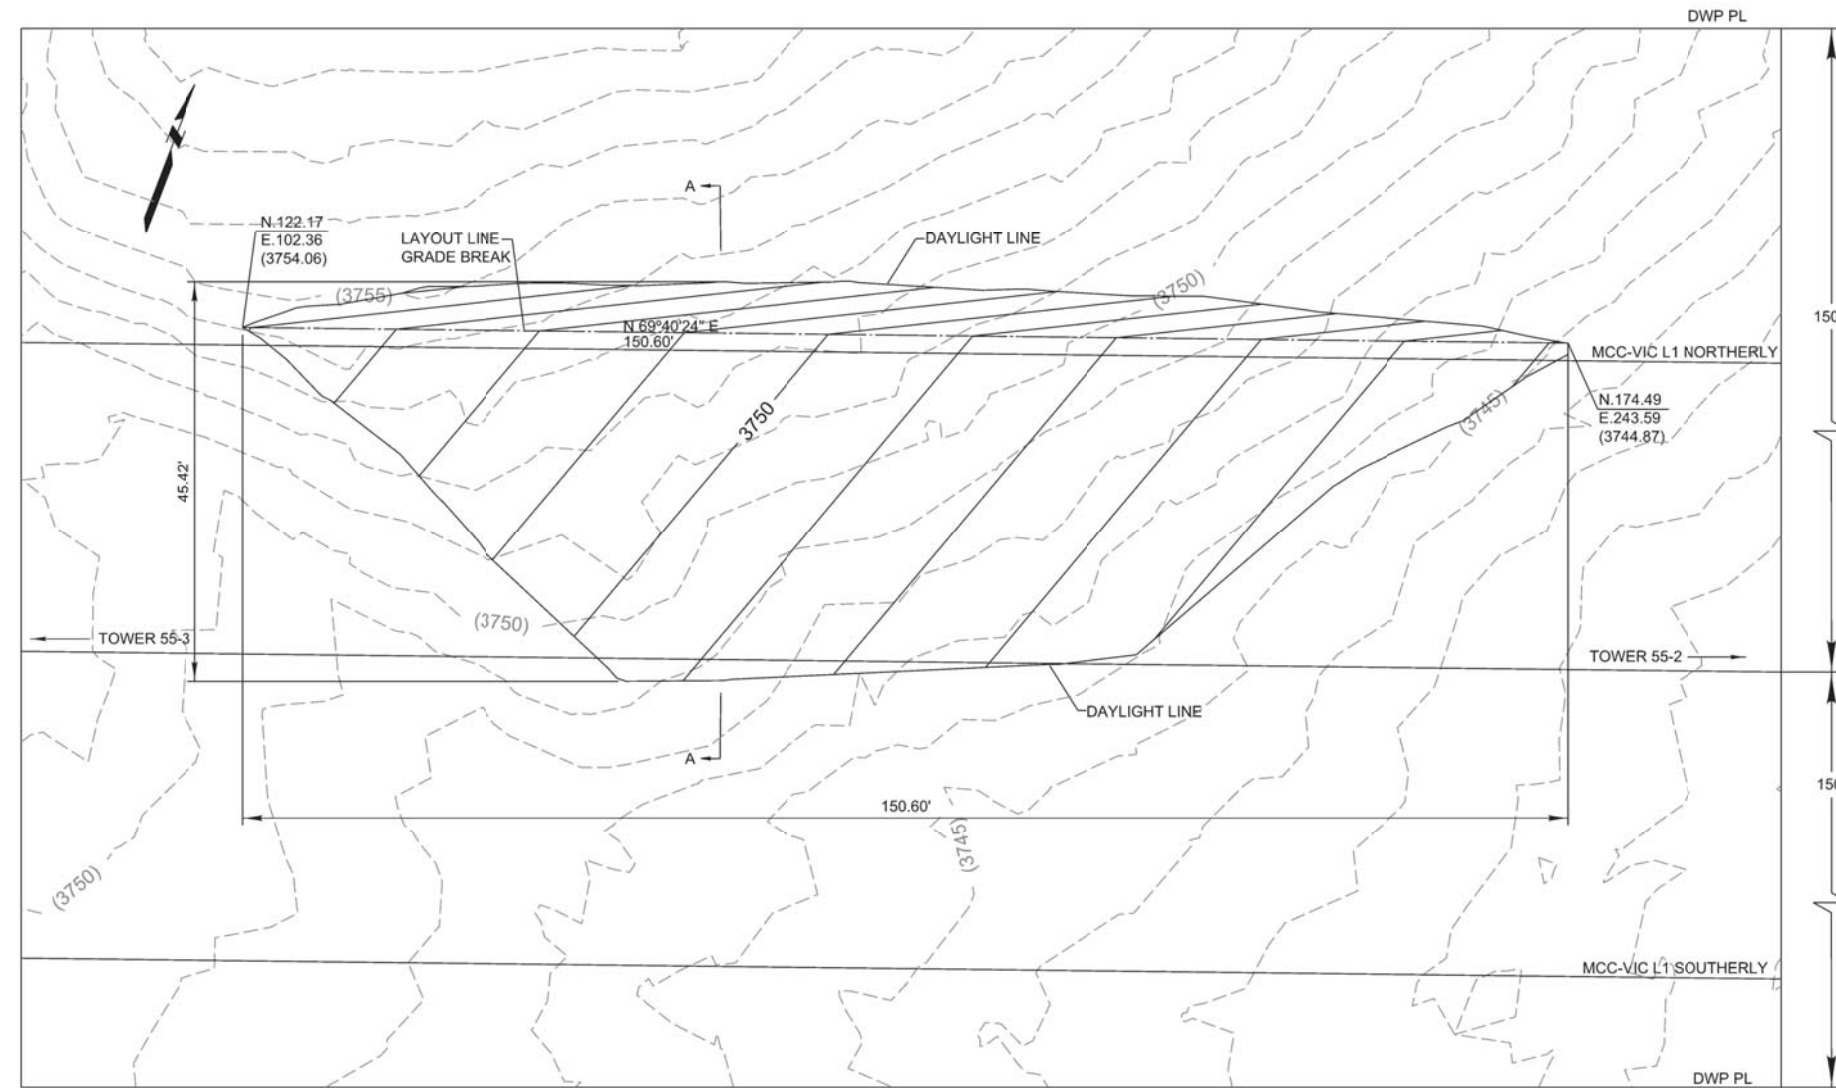 DWP PL
N
A
N.122.17
E.102.36
(3754.06)
LAYOUT LINE
GRADE BREAK
DAYLIGHT LINE
(3755)
(3750)
150
N 69°40'24" E
150.60'
MCC-VIC L1 NORTHERLY
N.174.49
E.243.59
(3744.87)
(3745)
3750
45.42'
(3750)
TOWER 55-3
TOWER 55-2
DAYLIGHT LINE
A
150
150.60'
(3745)
(3750)
MCC-VIC L1 SOUTHERLY
DWP PL